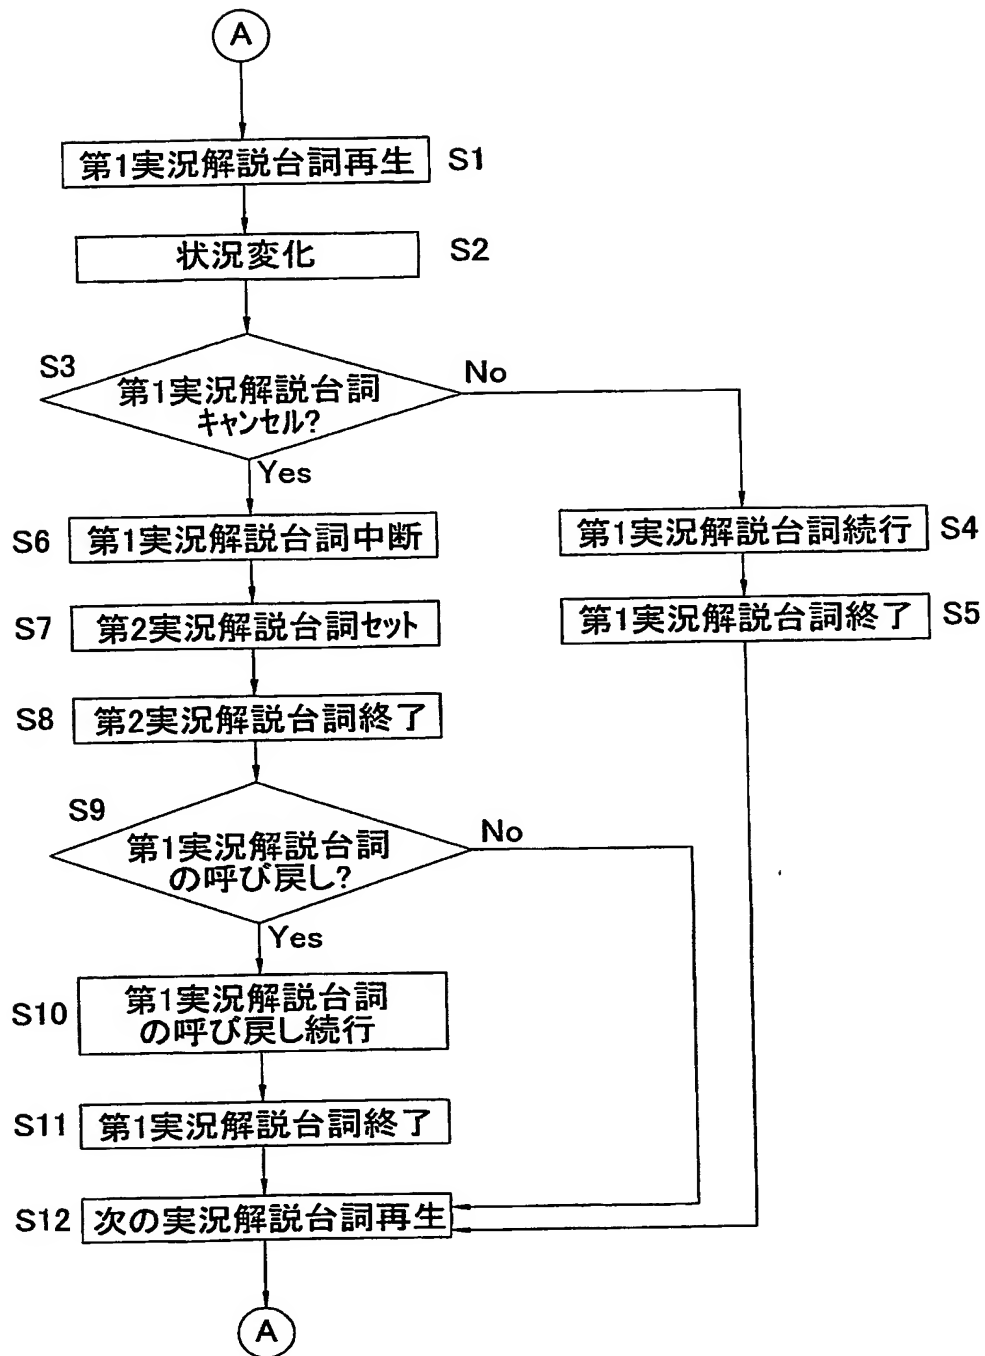 A
第1実況解説台詞再生 S1
状況変化 S2
S3
第1実況解説台詞
キャンセル?
No
Yes
S6 第1実況解説台詞中断
第1実況解説台詞続行 S4
S7 第2実況解説台詞セット
第1実況解説台詞終了 S5
S8 第2実況解説台詞終了
S9
第1実況解説台詞
の呼び戻し?
No
Yes
S10
第1実況解説台詞
の呼び戻し続行
S11 第1実況解説台詞終了
S12 次の実況解説台詞再生
A